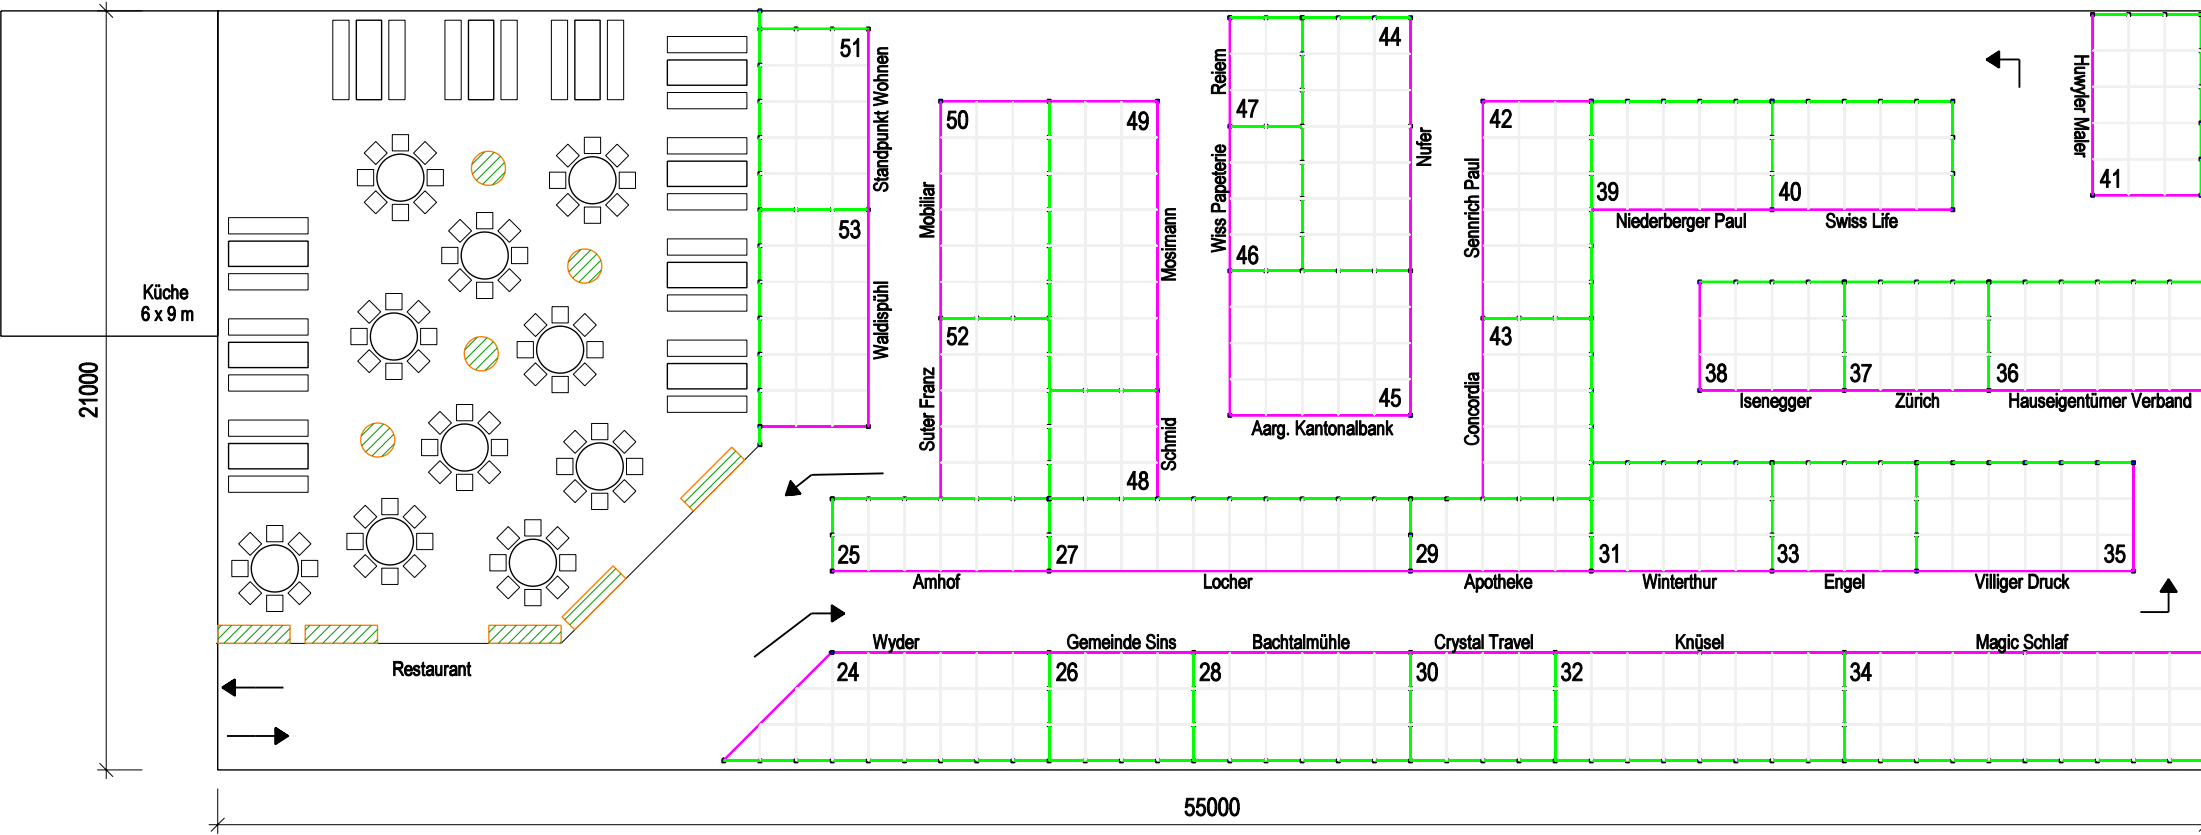 51
Standpunkt Wohnen
53
Waldispühl
50
Mobiliar
49
Mosimann
52
Suter Franz
48
Schmid
Reiem
47
44
Nufer
Wiss Papeterie
46
45
Aarg. Kantonalbank
42
Sennrich Paul
43
Concordia
39
Niederberger Paul
40
Swiss Life
Huwyler Maler
41
38
Isenegger
37
Zürich
36
Hauseigentümer Verband
Küche
6 x 9 m
21000
25
Amhof
27
Locher
29
Apotheke
31
Winterthur
33
Engel
35
Villiger Druck
Restaurant
Wyder
24
Gemeinde Sins
26
Bachtalmühle
28
Crystal Travel
30
Knüsel
32
Magic Schlaf
34
55000